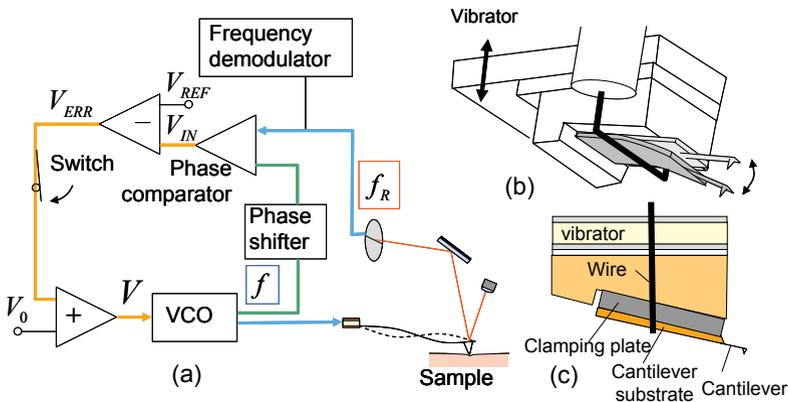 Frequency
demodulator
V_ERR
V_REF
−
V_IN
Switch
Phase
comparator
f_R
Phase
shifter
f
V_0
+
V
VCO
(a)
Sample
Vibrator
(b)
vibrator
Wire
Clamping plate
Cantilever
substrate
Cantilever
(c)